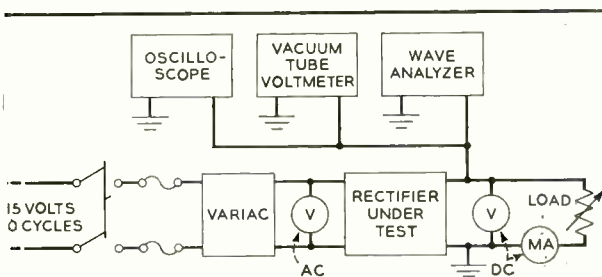 OSCILLO-
SCOPE
VACUUM
TUBE
VOLTMETER
WAVE
ANALYZER
15 VOLTS
0 CYCLES
VARIAC
V
AC
RECTIFIER
UNDER
TEST
V
DC
MA
LOAD